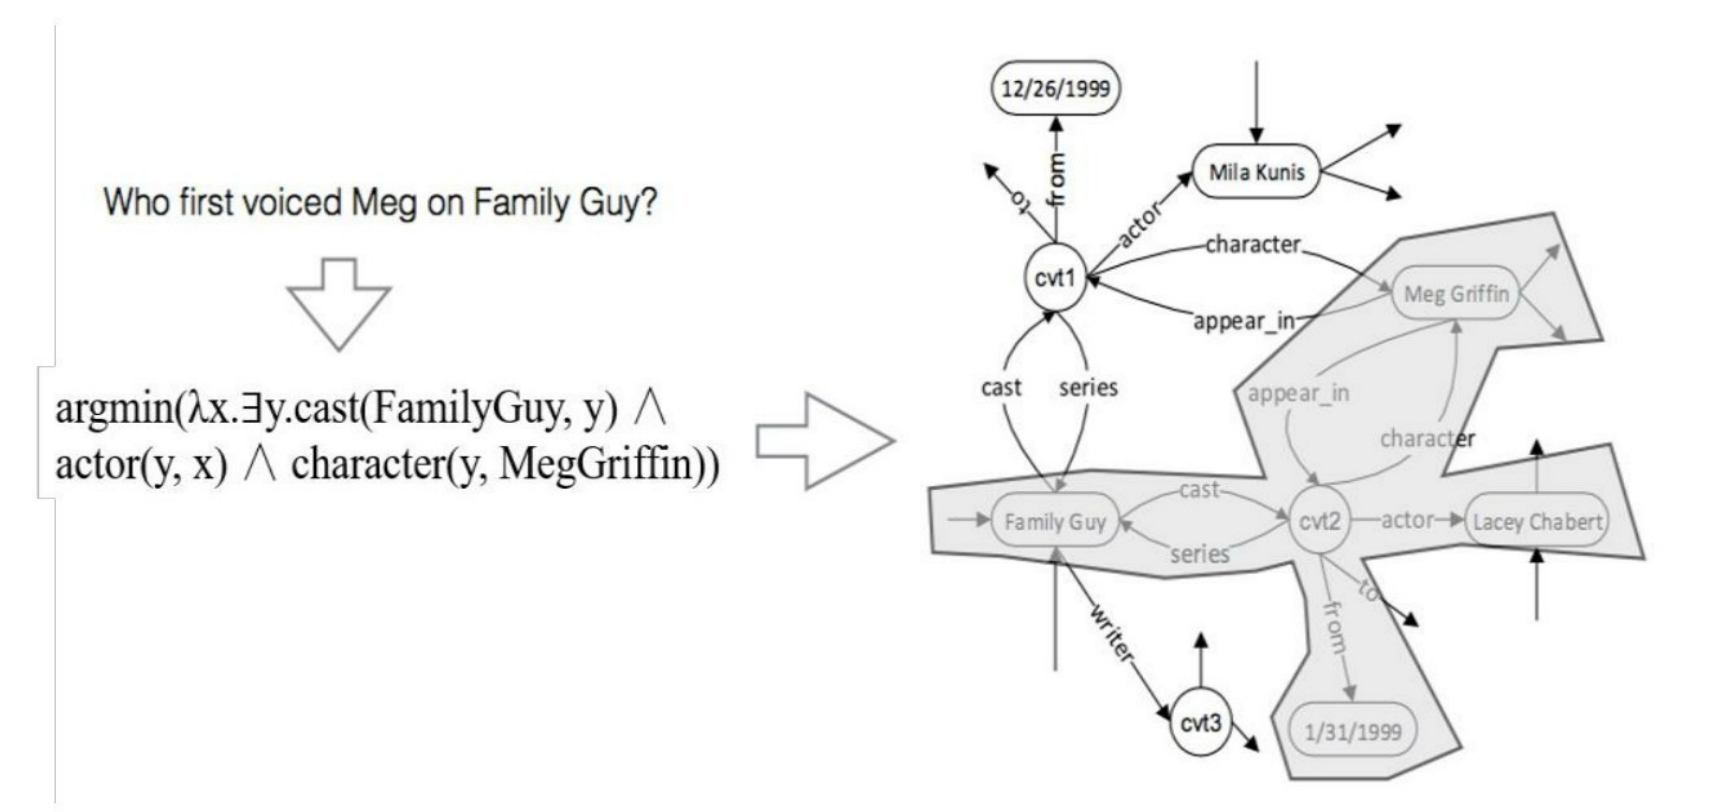 Who first voiced Meg on Family Guy?
argmin(λx.∃y.cast(FamilyGuy, y) ∧
actor(y, x) ∧ character(y, MegGriffin))
12/26/1999
to
from
actor
Mila Kunis
cvt1
character
appear_in
Meg Griffin
cast
series
appear_in
character
Family Guy
cast
series
cvt2
actor
Lacey Chabert
writer
from
to
cvt3
1/31/1999